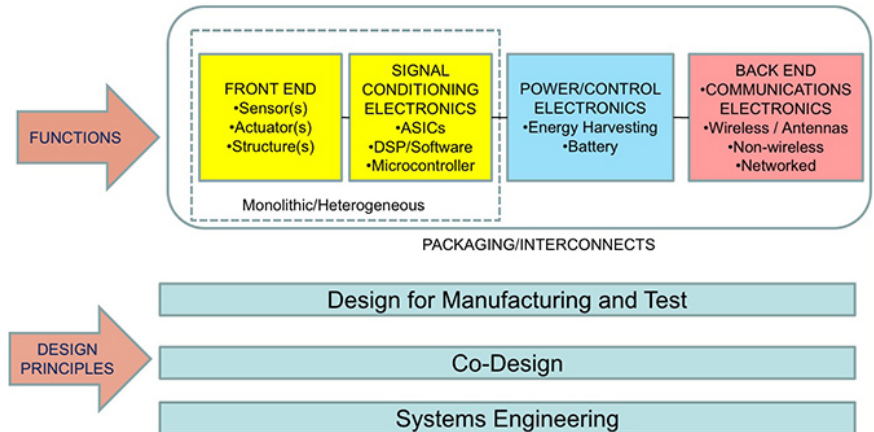 FUNCTIONS
FRONT END
•Sensor(s)
•Actuator(s)
•Structure(s)
SIGNAL
CONDITIONING
ELECTRONICS
•ASICs
•DSP/Software
•Microcontroller
POWER/CONTROL
ELECTRONICS
•Energy Harvesting
•Battery
BACK END
•COMMUNICATIONS
ELECTRONICS
•Wireless / Antennas
•Non-wireless
•Networked
Monolithic/Heterogeneous
PACKAGING/INTERCONNECTS
DESIGN
PRINCIPLES
Design for Manufacturing and Test
Co-Design
Systems Engineering